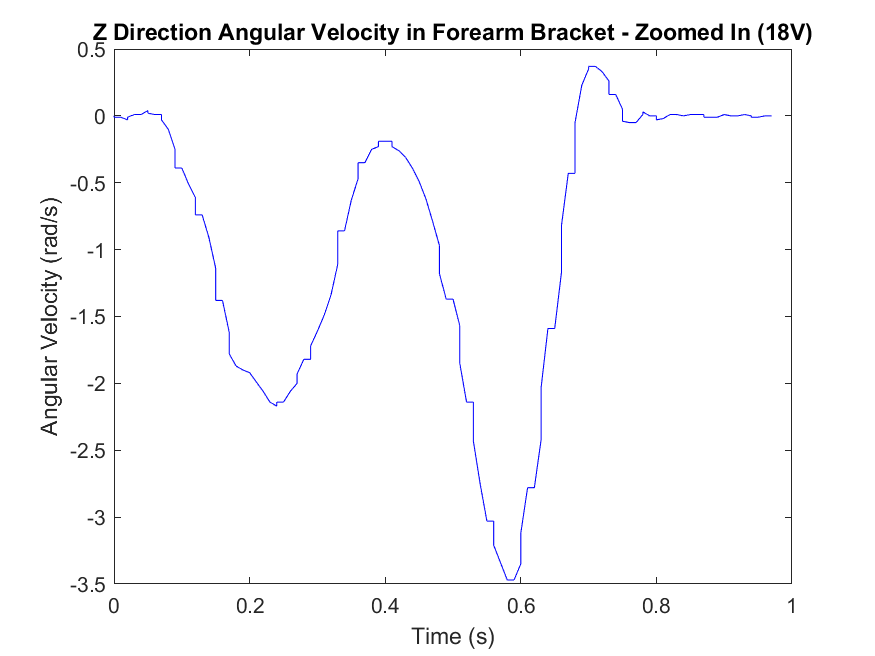 Z Direction Angular Velocity in Forearm Bracket - Zoomed In (18V)
0.5
0
-0.5
-1
-1.5
-2
-2.5
-3
-3.5
Angular Velocity (rad/s)
0 0.2 0.4 0.6 0.8 1
Time (s)